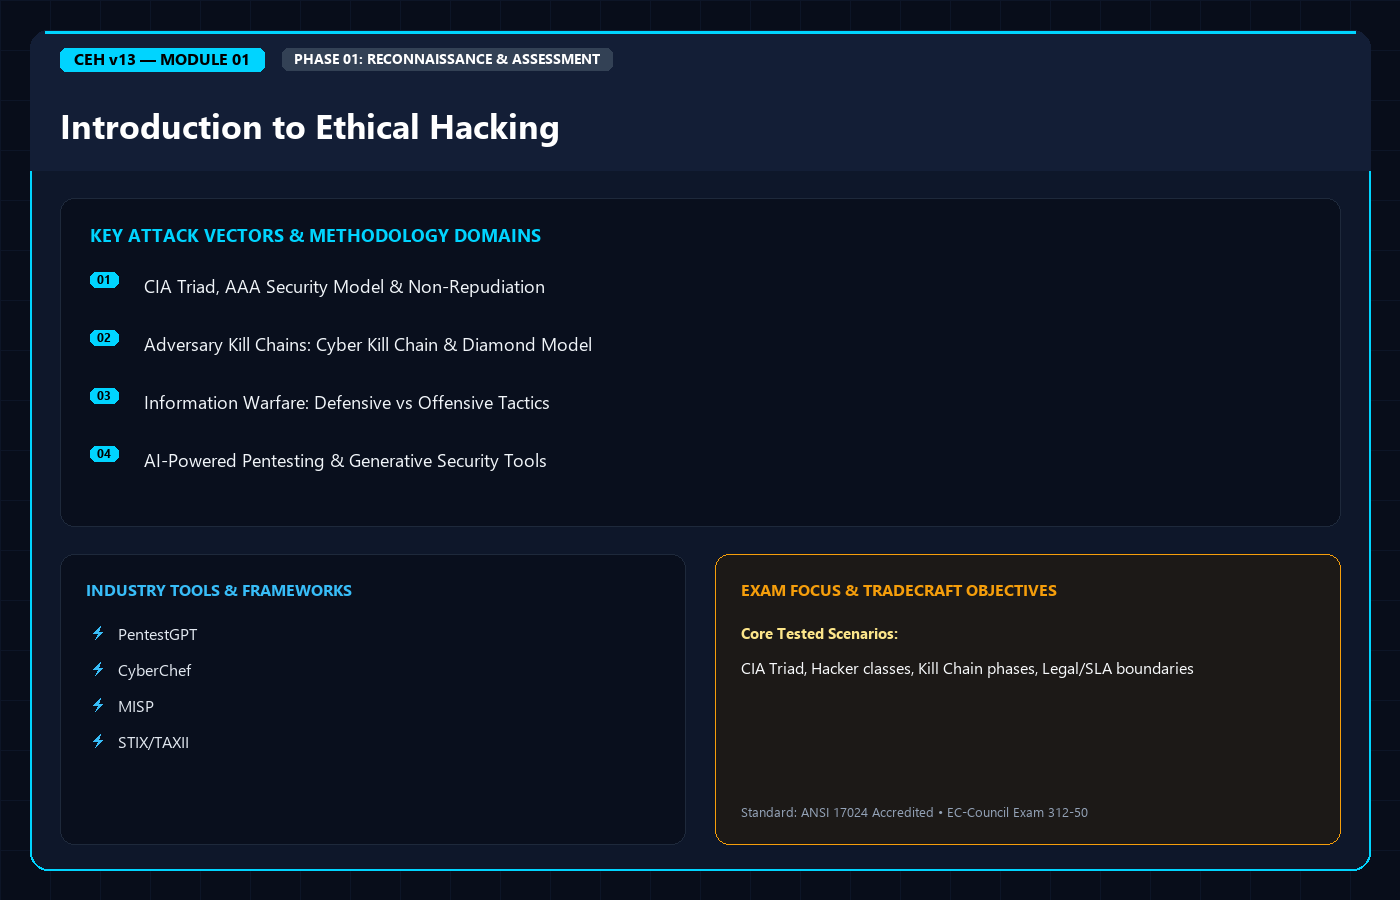 CEH v13 — MODULE 01
PHASE 01: RECONNAISSANCE & ASSESSMENT
Introduction to Ethical Hacking
KEY ATTACK VECTORS & METHODOLOGY DOMAINS
01 CIA Triad, AAA Security Model & Non-Repudiation
02 Adversary Kill Chains: Cyber Kill Chain & Diamond Model
03 Information Warfare: Defensive vs Offensive Tactics
04 AI-Powered Pentesting & Generative Security Tools
INDUSTRY TOOLS & FRAMEWORKS
PentestGPT
CyberChef
MISP
STIX/TAXII
EXAM FOCUS & TRADECRAFT OBJECTIVES
Core Tested Scenarios:
CIA Triad, Hacker classes, Kill Chain phases, Legal/SLA boundaries
Standard: ANSI 17024 Accredited • EC-Council Exam 312-50